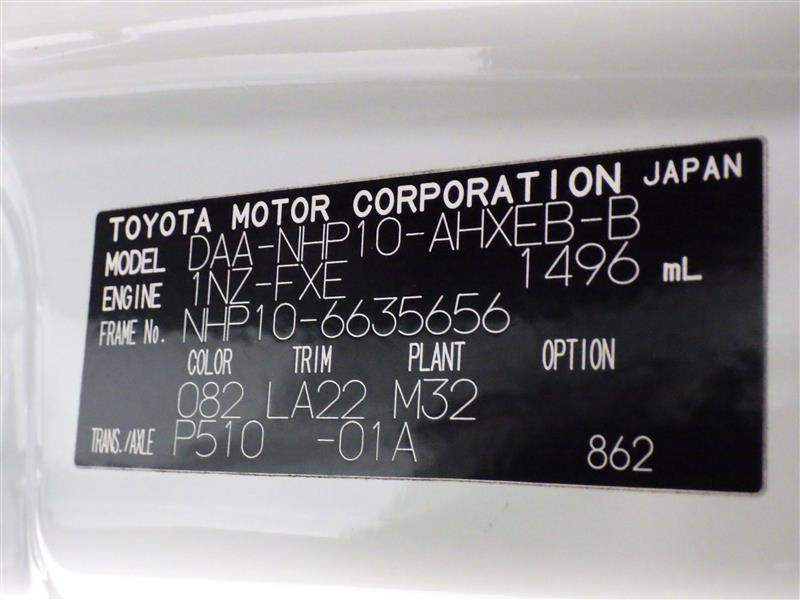 TOYOTA MOTOR CORPORATION JAPAN
MODEL DAA-NHP10-AHXEB-B
ENGINE 1NZ-FXE 1496 mL
FRAME No. NHP10-6635656
COLOR TRIM PLANT OPTION
082 LA22 M32
TRANS./AXLE P510 -01A 862